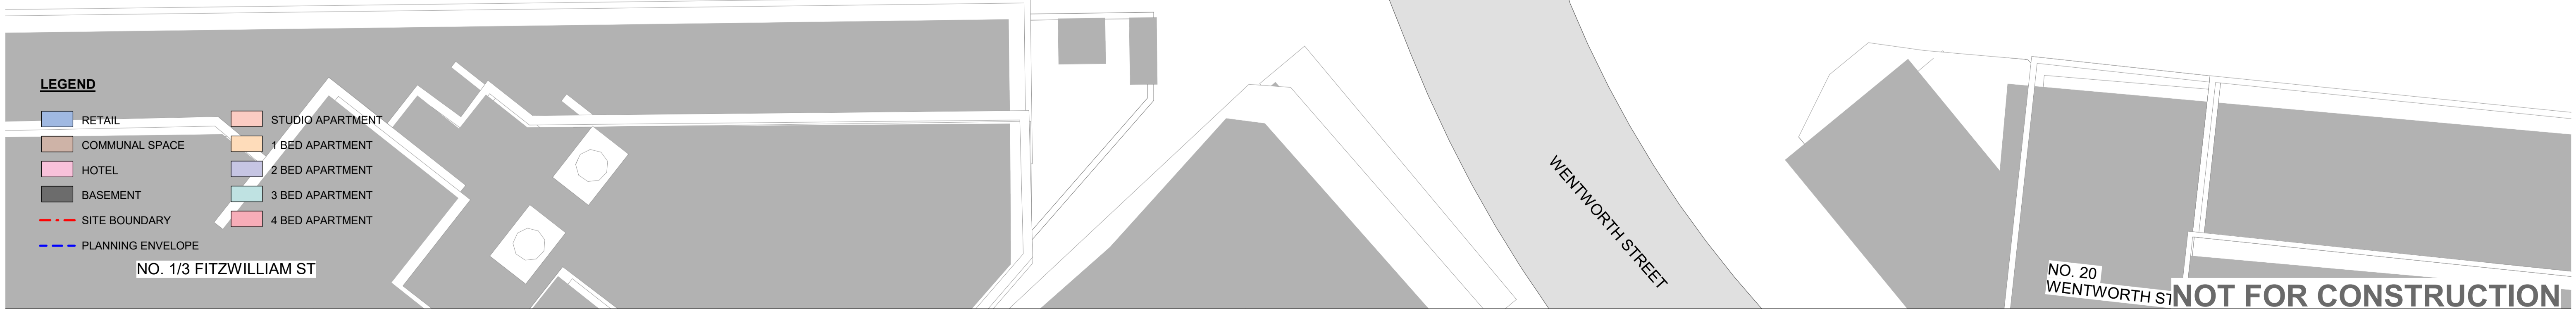 LEGEND
RETAIL
COMMUNAL SPACE
HOTEL
BASEMENT
SITE BOUNDARY
PLANNING ENVELOPE
STUDIO APARTMENT
1 BED APARTMENT
2 BED APARTMENT
3 BED APARTMENT
4 BED APARTMENT
NO. 1/3 FITZWILLIAM ST
WENTWORTH STREET
NO. 20
WENTWORTH ST
NOT FOR CONSTRUCTION